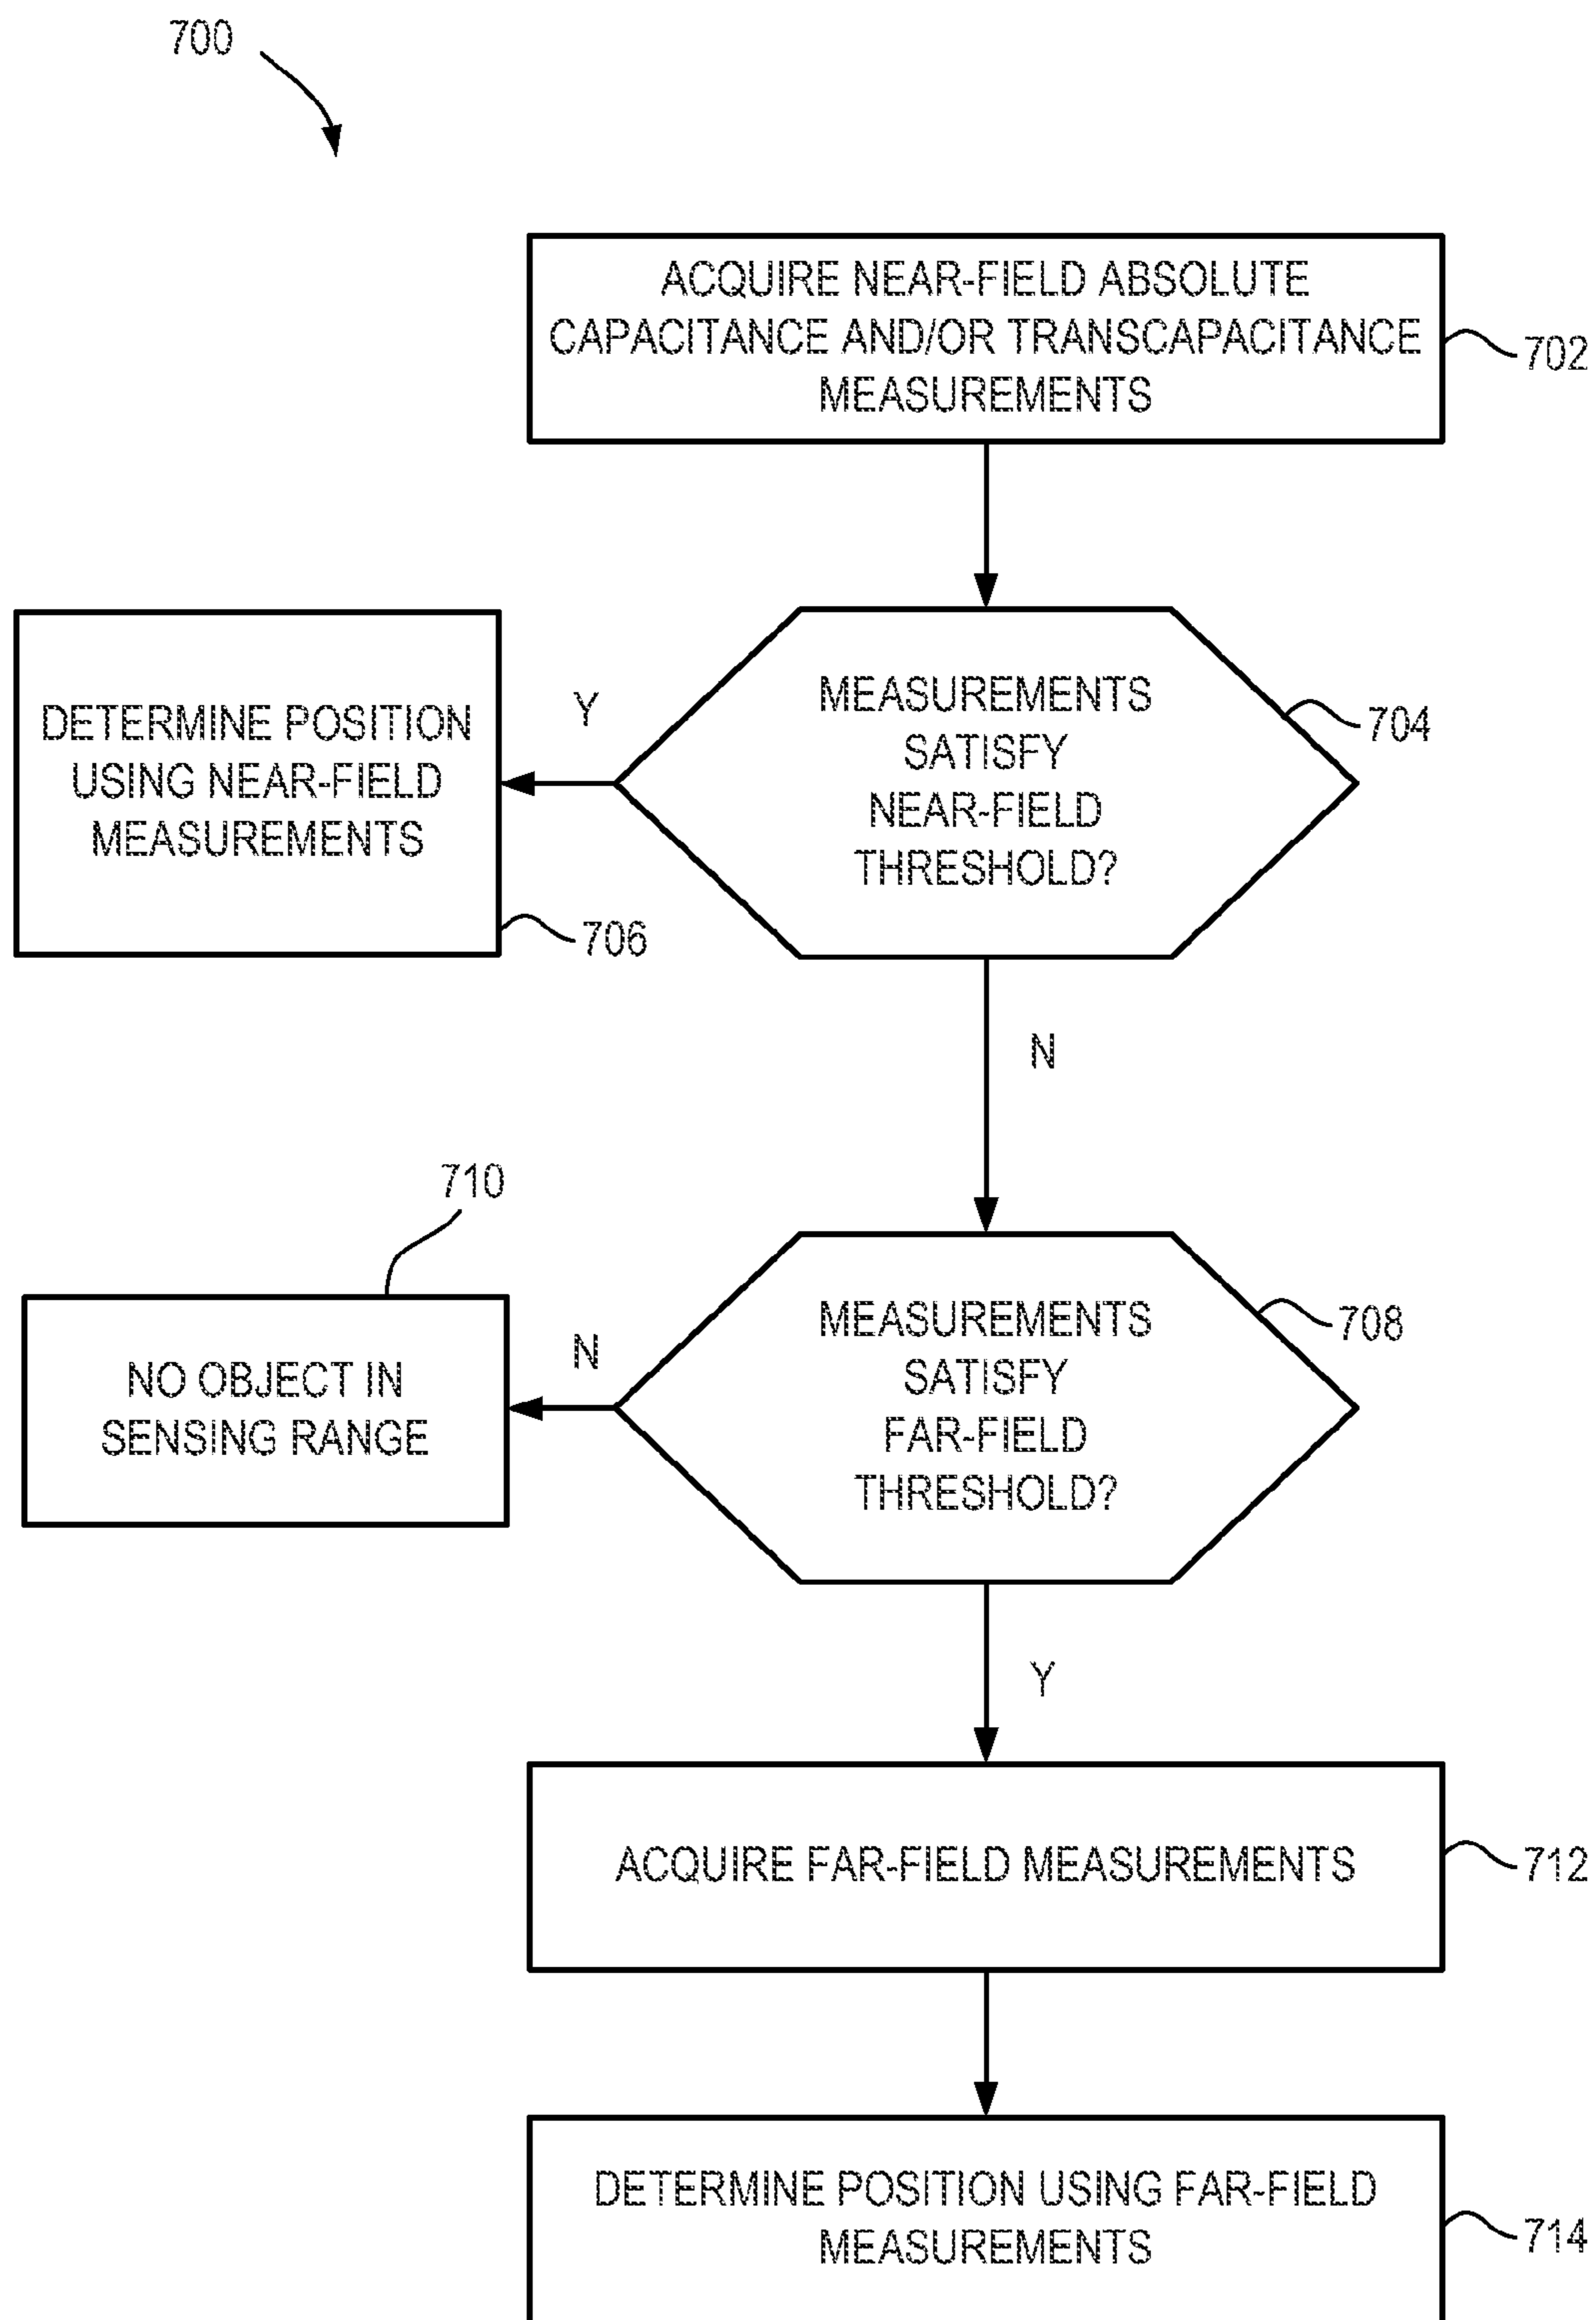 700
ACQUIRE NEAR-FIELD ABSOLUTE
CAPACITANCE AND/OR TRANSCAPACITANCE
MEASUREMENTS
702
MEASUREMENTS
SATISFY
NEAR-FIELD
THRESHOLD?
704
Y
DETERMINE POSITION
USING NEAR-FIELD
MEASUREMENTS
706
N
MEASUREMENTS
SATISFY
FAR-FIELD
THRESHOLD?
708
710
N
NO OBJECT IN
SENSING RANGE
Y
ACQUIRE FAR-FIELD MEASUREMENTS
712
DETERMINE POSITION USING FAR-FIELD
MEASUREMENTS
714